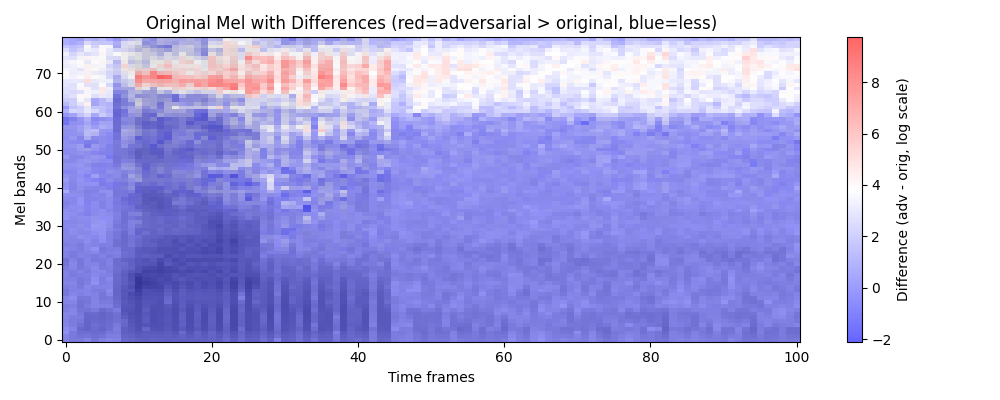 Original Mel with Differences (red=adversarial > original, blue=less)
Mel bands
70
60
50
40
30
20
10
0
0 20 40 60 80 100
Time frames
8
6
4
2
0
−2
Difference (adv - orig, log scale)